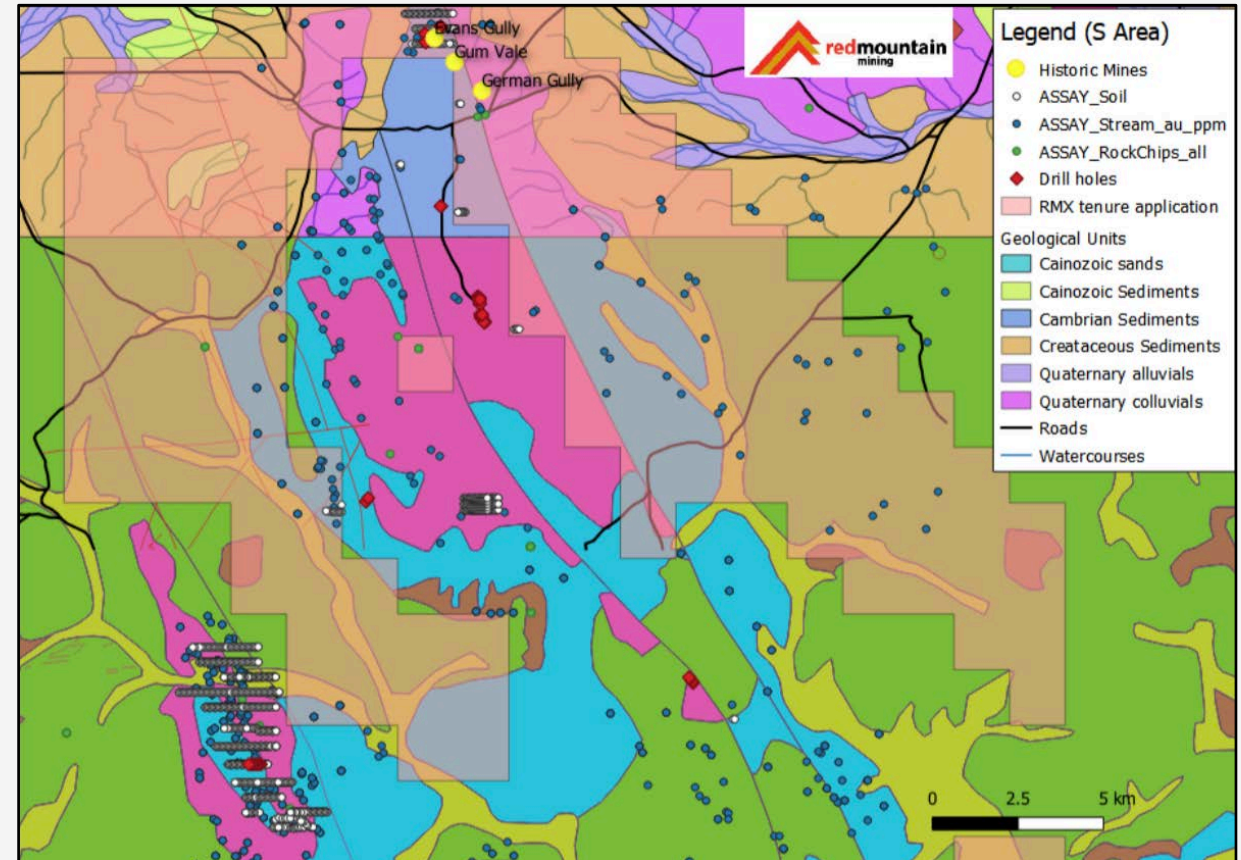 Evans Gully
Gum Vale
German Gully
redmountain
mining
Legend (S Area)
Historic Mines
ASSAY_Soil
ASSAY_Stream_au_ppm
ASSAY_RockChips_all
Drill holes
RMX tenure application
Geological Units
Cainozoic sands
Cainozoic Sediments
Cambrian Sediments
Creataceous Sediments
Quaternary alluvials
Quaternary colluvials
Roads
Watercourses
0 2.5 5 km